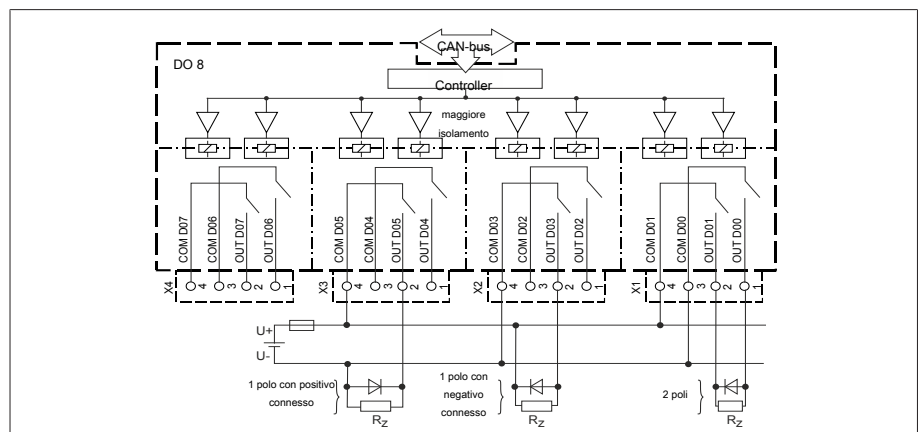 CAN-bus
DO 8
Controller
maggiore
isolamento
COM D07
COM D06
OUT D07
OUT D06
COM D05
COM D04
OUT D05
OUT D04
COM D03
COM D02
OUT D03
OUT D02
COM D01
COM D00
OUT D01
OUT D00
X4
4
3
2
1
X3
4
3
2
1
X2
4
3
2
1
X1
4
3
2
1
U+
U-
1 polo con positivo
connesso
RZ
1 polo con
negativo
connesso
RZ
2 poli
RZ